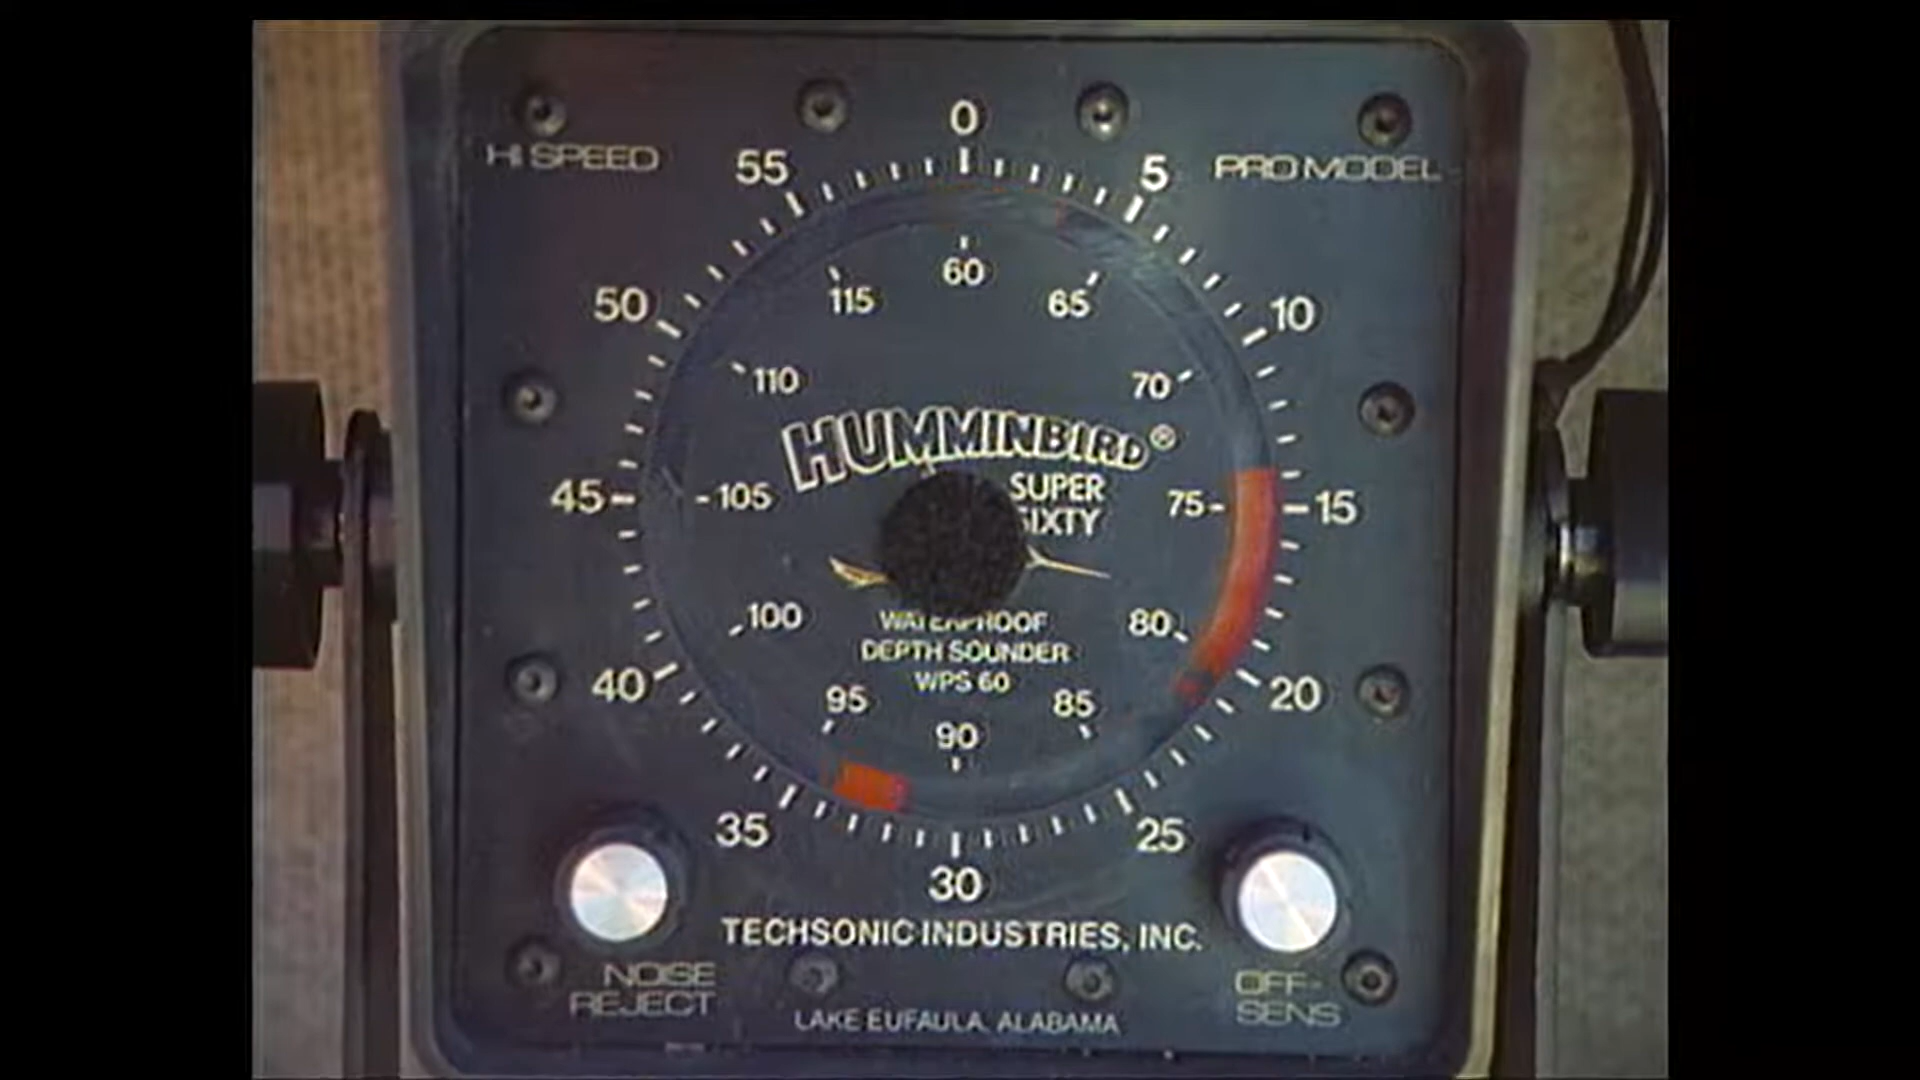 0
HI SPEED
55
5
PRO MODEL
60
115
65
50
10
110
70
HUMMINBIRD®
SUPER
SIXTY
45
105
75
15
100
80
WATERPROOF
DEPTH SOUNDER
WPS 60
40
95
85
20
90
35
25
30
TECHSONIC INDUSTRIES, INC.
NOISE
REJECT
OFF-
SENS
LAKE EUFAULA, ALABAMA